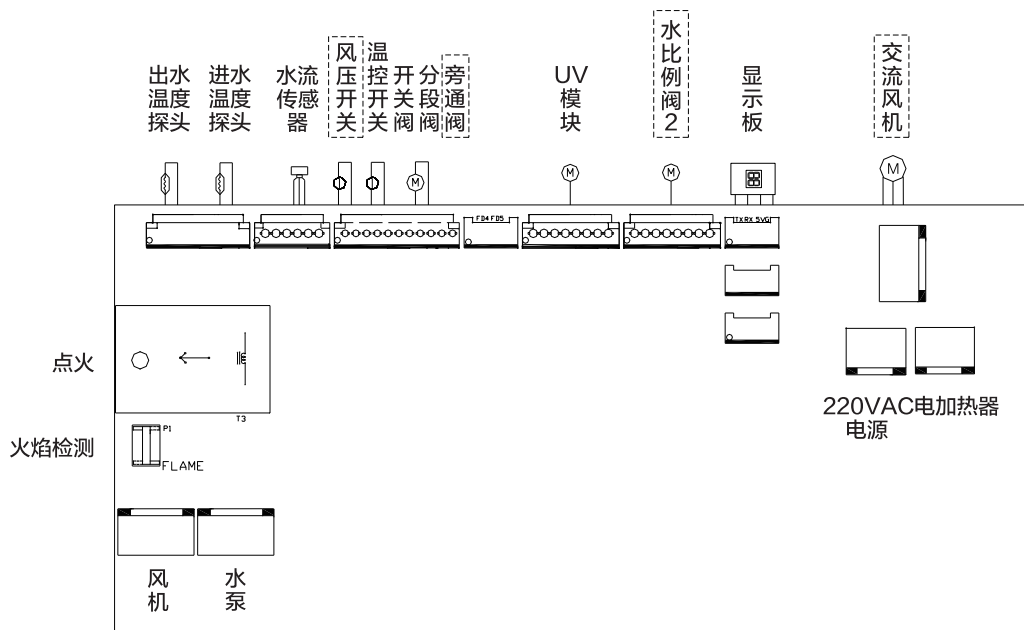 出水
温度
探头
进水
温度
探头
水流
传感
器
风
压
开
关
温
控
开
关
开
关
阀
分
段
阀
旁
通
阀
UV
模
块
水
比
例
阀
2
显
示
板
交
流
风
机
M
M
M
M
FD4 FD5
TXRX 5VG
点火
T3
火焰检测
P1
FLAME
220VAC电加热器
电源
风
机
水
泵